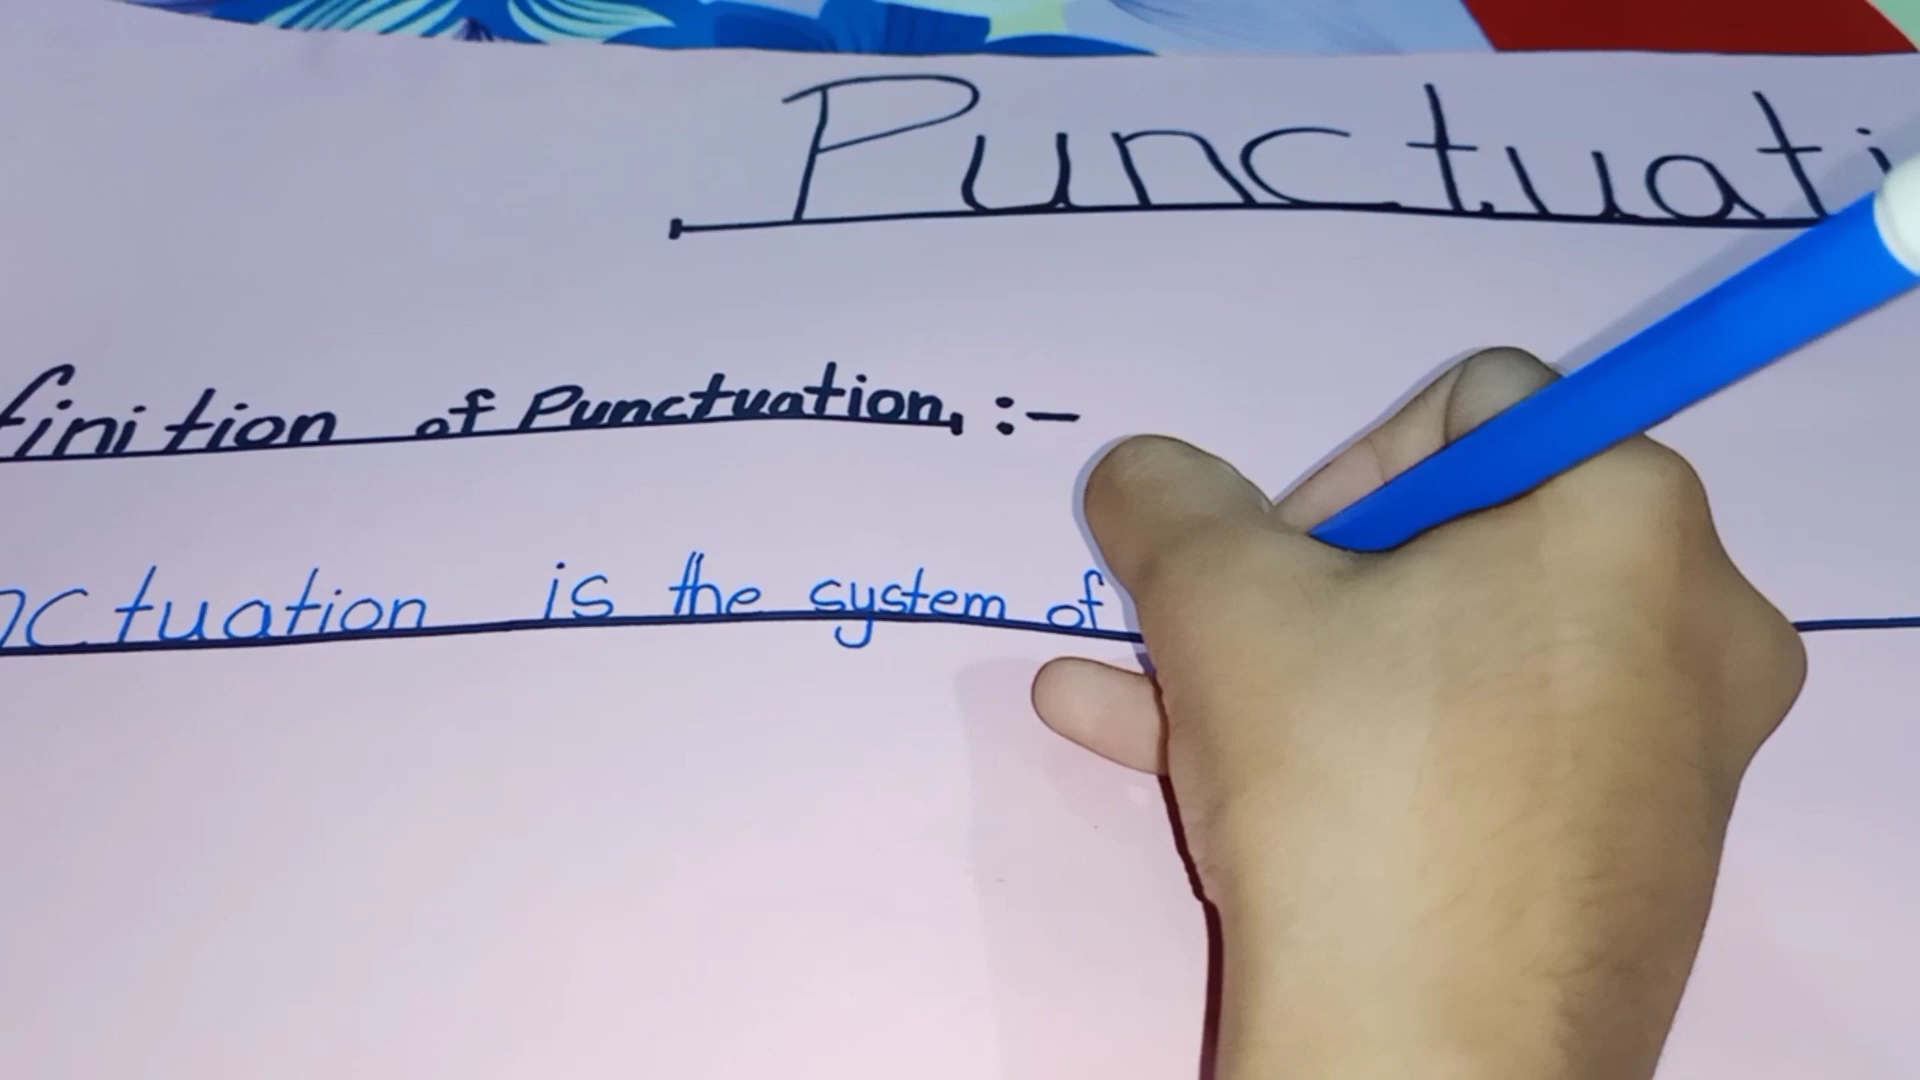 Punctuati
finition of Punctuation, :-
nctuation is the system of